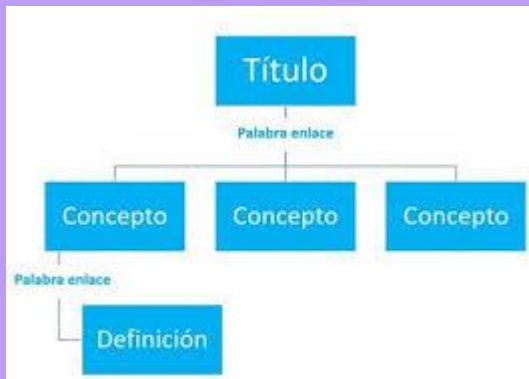 Título
Palabra enlace
Concepto
Concepto
Concepto
Palabra enlace
Definición